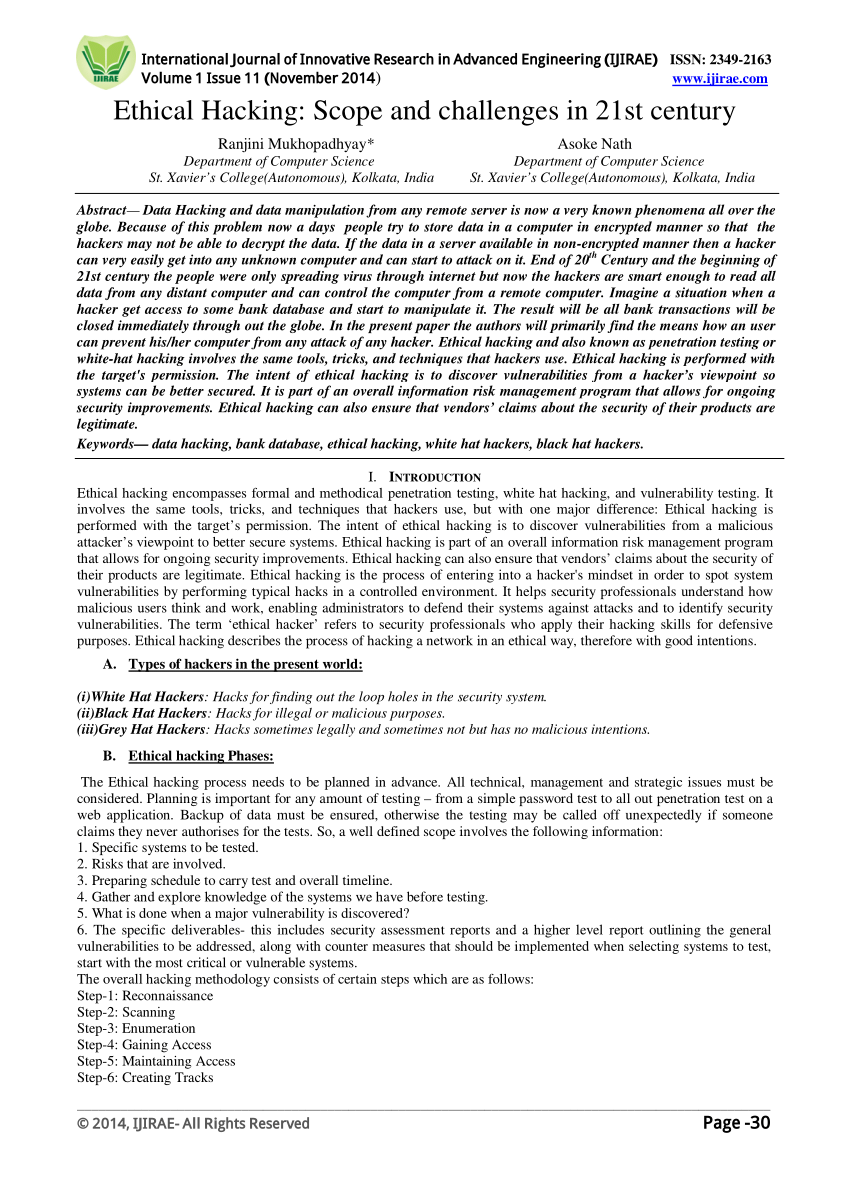 IJIRAE
International Journal of Innovative Research in Advanced Engineering (IJIRAE) ISSN: 2349-2163
Volume 1 Issue 11 (November 2014) www.ijirae.com
Ethical Hacking: Scope and challenges in 21st century
Ranjini Mukhopadhyay* Asoke Nath
Department of Computer Science Department of Computer Science
St. Xavier's College(Autonomous), Kolkata, India St. Xavier's College(Autonomous), Kolkata, India
Abstract— Data Hacking and data manipulation from any remote server is now a very known phenomena all over the
globe. Because of this problem now a days people try to store data in a computer in encrypted manner so that the
hackers may not be able to decrypt the data. If the data in a server available in non-encrypted manner then a hacker
can very easily get into any unknown computer and can start to attack on it. End of 20th Century and the beginning of
21st century the people were only spreading virus through internet but now the hackers are smart enough to read all
data from any distant computer and can control the computer from a remote computer. Imagine a situation when a
hacker get access to some bank database and start to manipulate it. The result will be all bank transactions will be
closed immediately through out the globe. In the present paper the authors will primarily find the means how an user
can prevent his/her computer from any attack of any hacker. Ethical hacking and also known as penetration testing or
white-hat hacking involves the same tools, tricks, and techniques that hackers use. Ethical hacking is performed with
the target's permission. The intent of ethical hacking is to discover vulnerabilities from a hacker's viewpoint so
systems can be better secured. It is part of an overall information risk management program that allows for ongoing
security improvements. Ethical hacking can also ensure that vendors' claims about the security of their products are
legitimate.
Keywords— data hacking, bank database, ethical hacking, white hat hackers, black hat hackers.
I. INTRODUCTION
Ethical hacking encompasses formal and methodical penetration testing, white hat hacking, and vulnerability testing. It
involves the same tools, tricks, and techniques that hackers use, but with one major difference: Ethical hacking is
performed with the target's permission. The intent of ethical hacking is to discover vulnerabilities from a malicious
attacker's viewpoint to better secure systems. Ethical hacking is part of an overall information risk management program
that allows for ongoing security improvements. Ethical hacking can also ensure that vendors' claims about the security of
their products are legitimate. Ethical hacking is the process of entering into a hacker's mindset in order to spot system
vulnerabilities by performing typical hacks in a controlled environment. It helps security professionals understand how
malicious users think and work, enabling administrators to defend their systems against attacks and to identify security
vulnerabilities. The term 'ethical hacker' refers to security professionals who apply their hacking skills for defensive
purposes. Ethical hacking describes the process of hacking a network in an ethical way, therefore with good intentions.
A. Types of hackers in the present world:
(i)White Hat Hackers: Hacks for finding out the loop holes in the security system.
(ii)Black Hat Hackers: Hacks for illegal or malicious purposes.
(iii)Grey Hat Hackers: Hacks sometimes legally and sometimes not but has no malicious intentions.
B. Ethical hacking Phases:
The Ethical hacking process needs to be planned in advance. All technical, management and strategic issues must be
considered. Planning is important for any amount of testing – from a simple password test to all out penetration test on a
web application. Backup of data must be ensured, otherwise the testing may be called off unexpectedly if someone
claims they never authorises for the tests. So, a well defined scope involves the following information:
1. Specific systems to be tested.
2. Risks that are involved.
3. Preparing schedule to carry test and overall timeline.
4. Gather and explore knowledge of the systems we have before testing.
5. What is done when a major vulnerability is discovered?
6. The specific deliverables- this includes security assessment reports and a higher level report outlining the general
vulnerabilities to be addressed, along with counter measures that should be implemented when selecting systems to test,
start with the most critical or vulnerable systems.
The overall hacking methodology consists of certain steps which are as follows:
Step-1: Reconnaissance
Step-2: Scanning
Step-3: Enumeration
Step-4: Gaining Access
Step-5: Maintaining Access
Step-6: Creating Tracks
© 2014, IJIRAE- All Rights Reserved Page -30